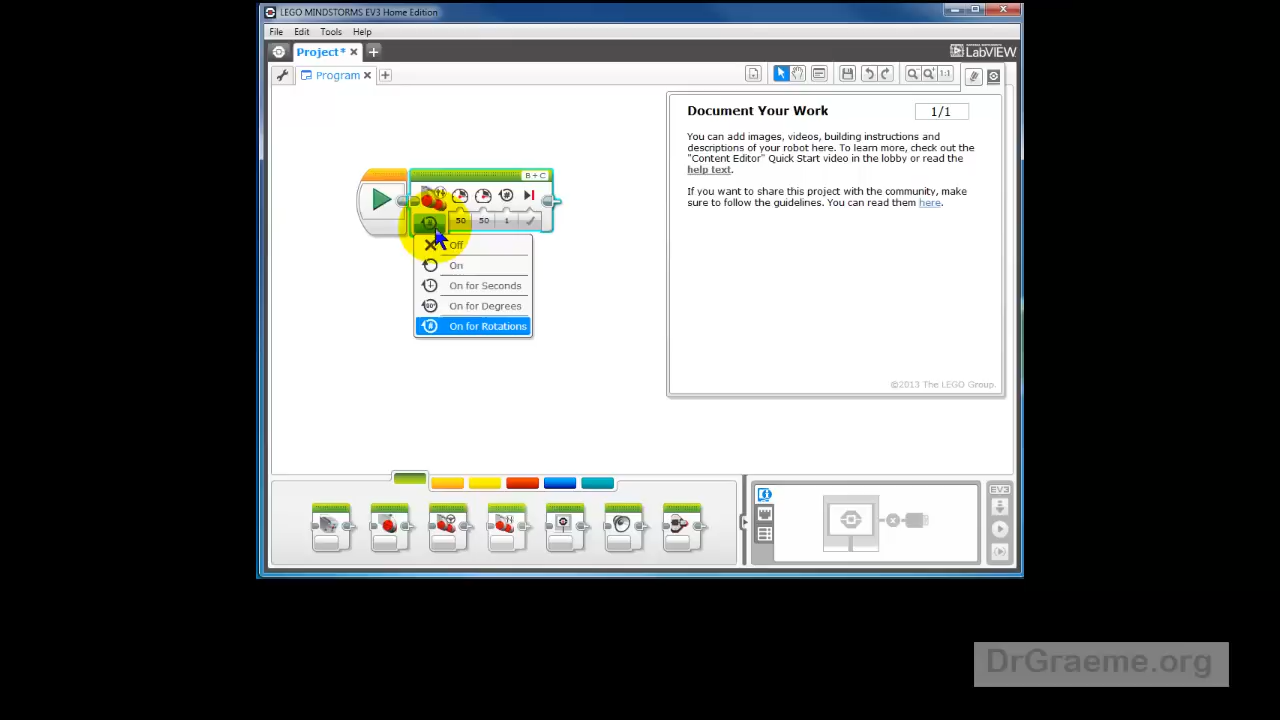 LEGO MINDSTORMS EV3 Home Edition
File Edit Tools Help
Project*
LabVIEW
Program
1:1
Document Your Work
1/1
You can add images, videos, building instructions and
descriptions of your robot here. To learn more, check out the
"Content Editor" Quick Start video in the lobby or read the
help text.
If you want to share this project with the community, make
sure to follow the guidelines. You can read them here.
©2013 The LEGO Group.
B + C
50 50 1
Off
On
On for Seconds
On for Degrees
On for Rotations
EV3
DrGraeme.org